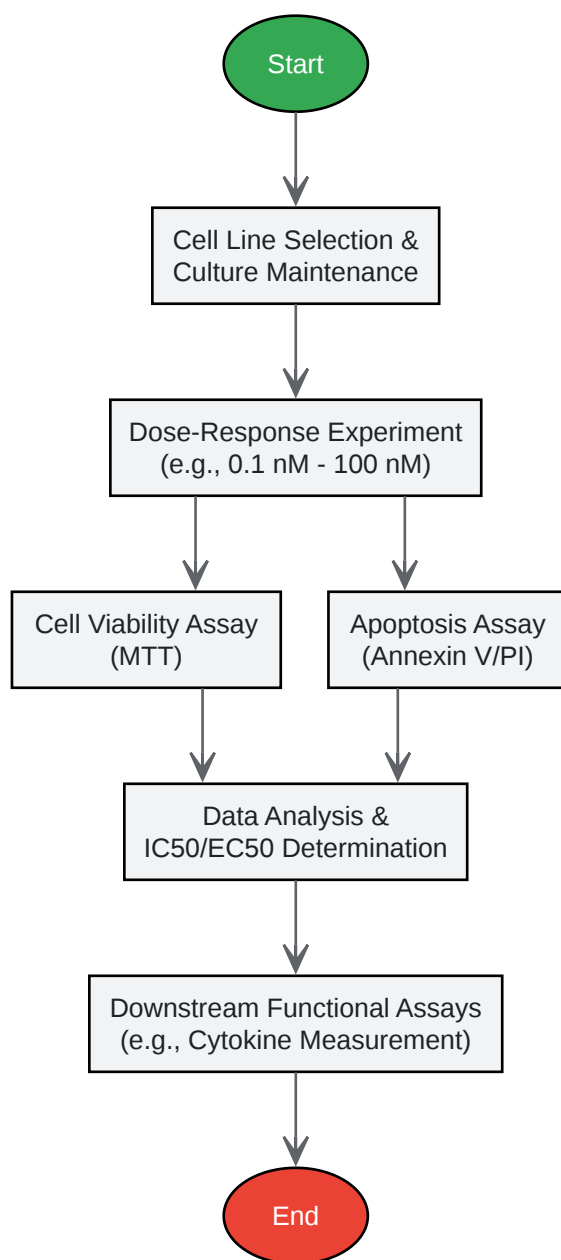 Start
Cell Line Selection &
Culture Maintenance
Dose-Response Experiment
(e.g., 0.1 nM - 100 nM)
Cell Viability Assay
(MTT)
Apoptosis Assay
(Annexin V/PI)
Data Analysis &
IC50/EC50 Determination
Downstream Functional Assays
(e.g., Cytokine Measurement)
End